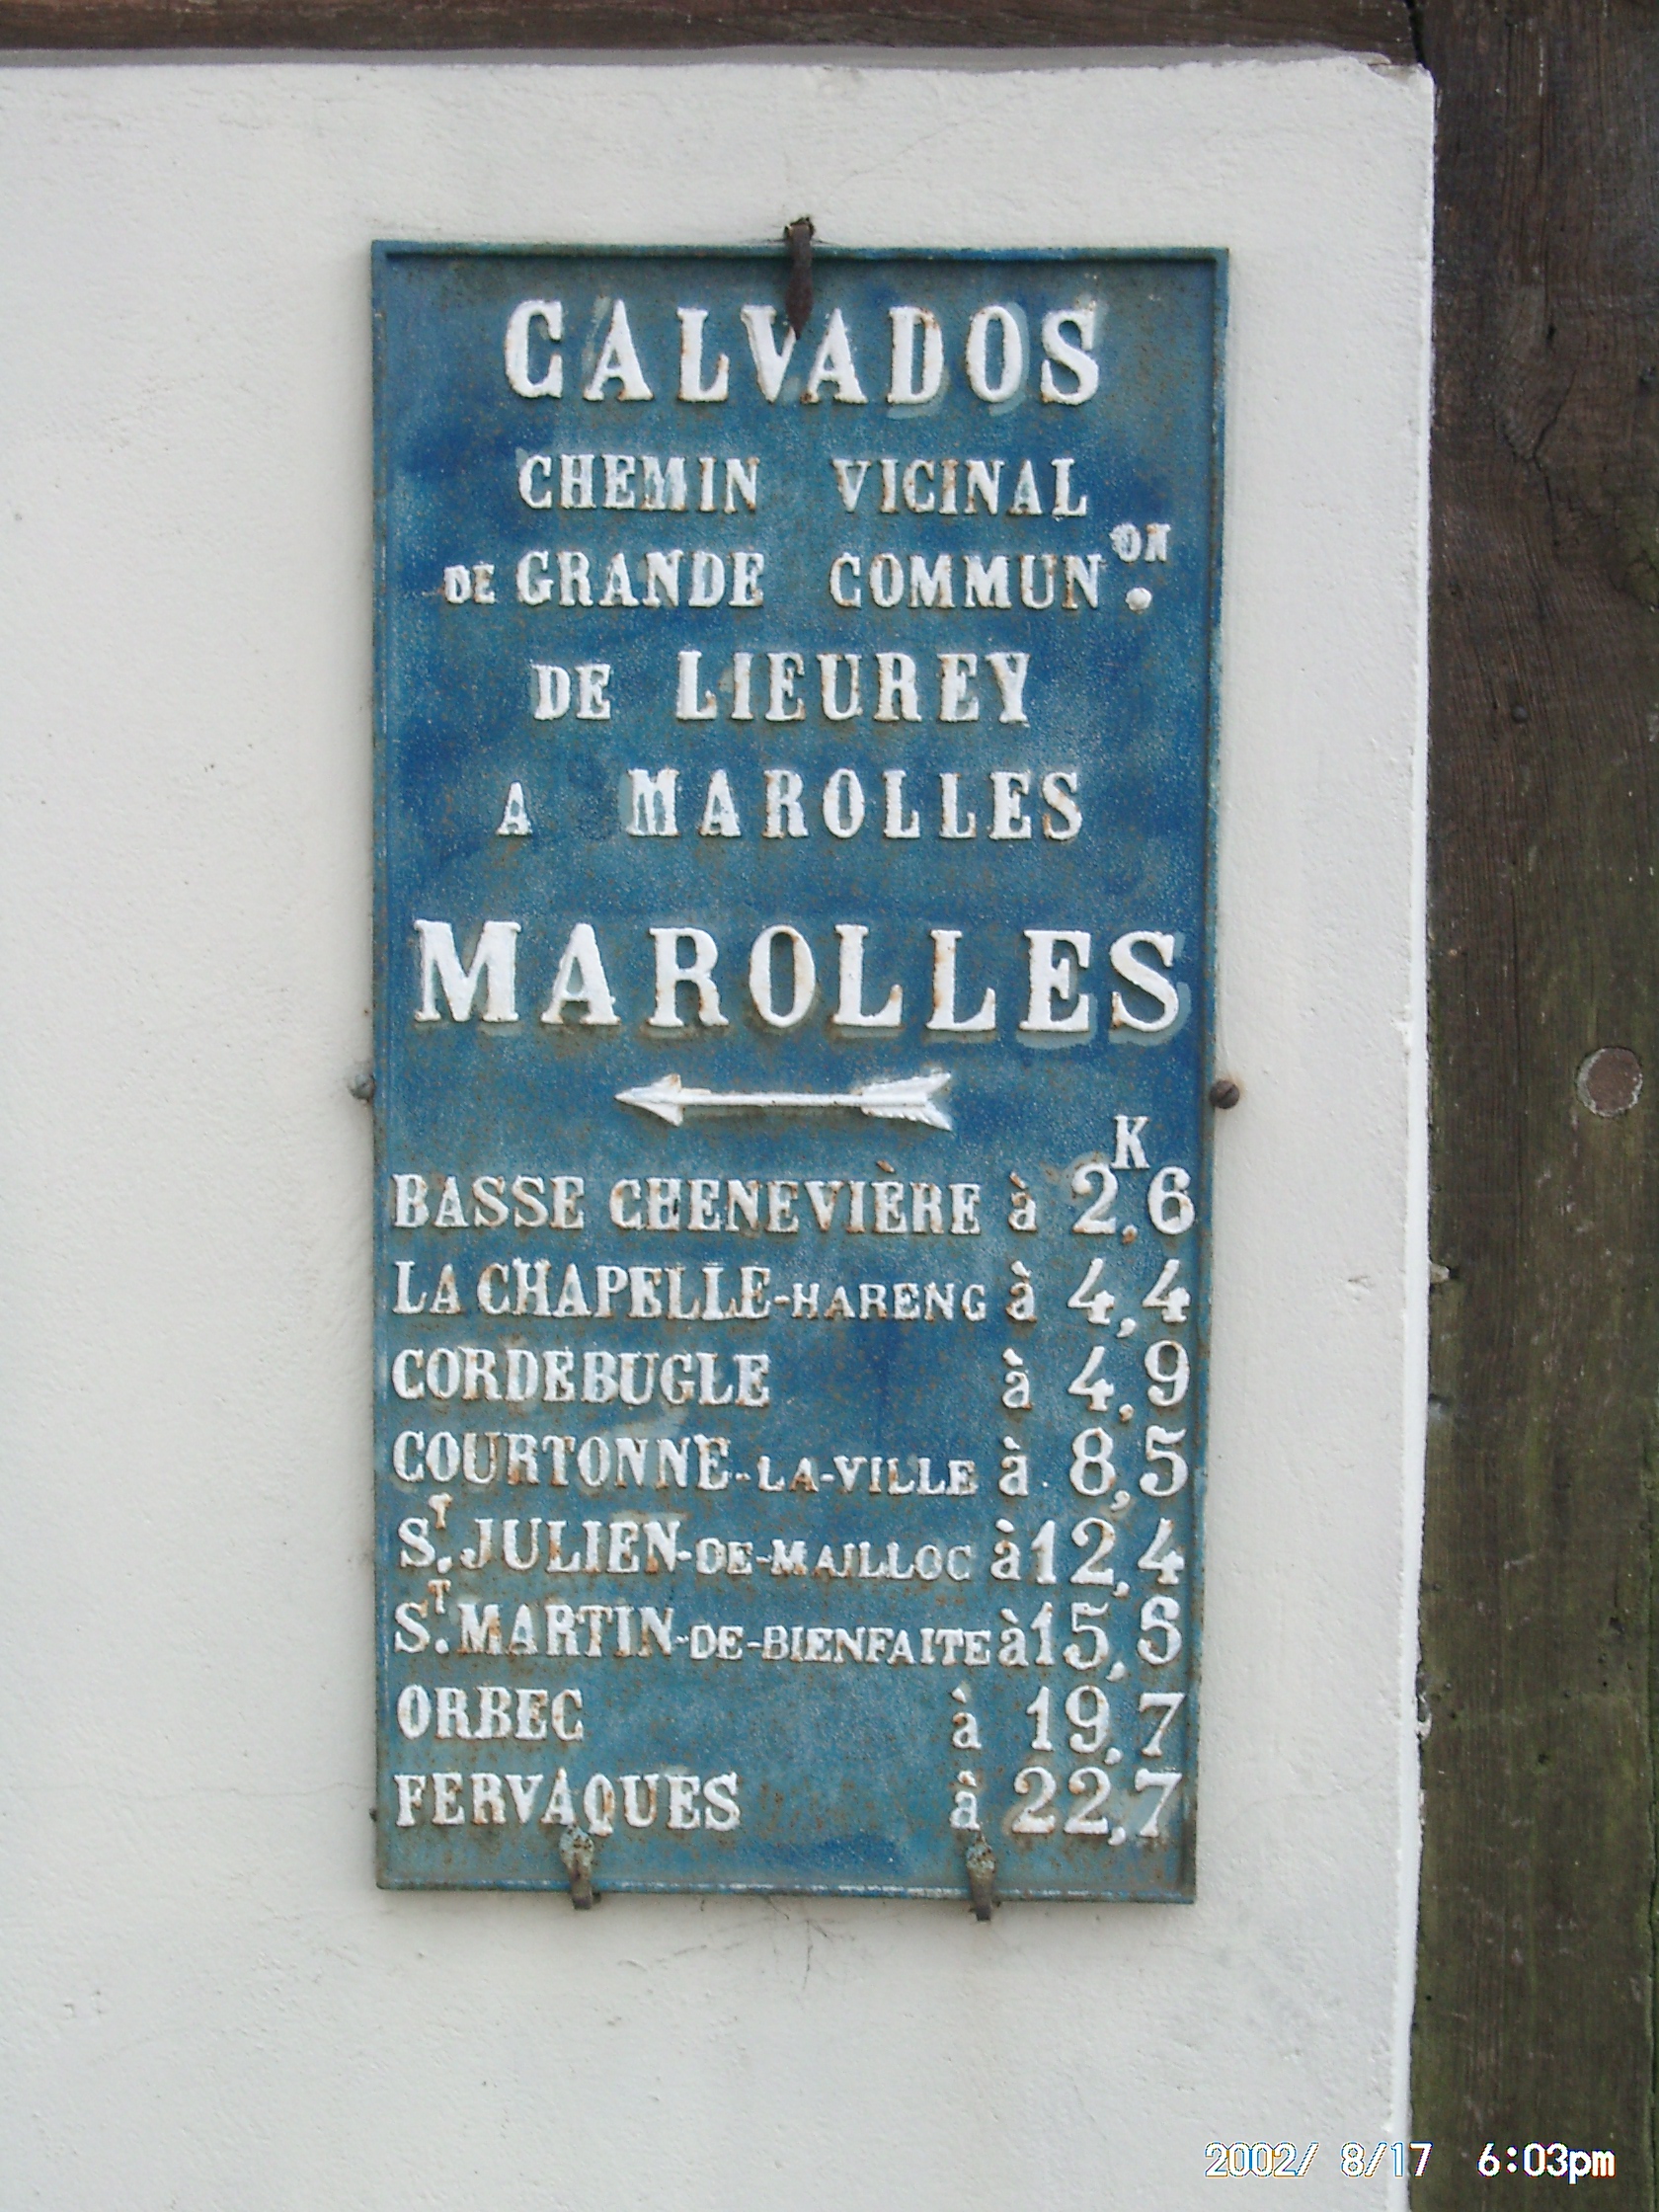 CALVADOS
CHEMIN VICINAL
DE GRANDE COMMUN.ON
DE LIEUREY
A MAROLLES
MAROLLES
K
BASSE CHENEVIÈRE à 2,6
LA CHAPELLE-HARENG à 4,4
CORDEBUGLE à 4,9
COURTONNE-LA-VILLE à 8,5
ST. JULIEN-DE-MAILLOC à 12,4
ST. MARTIN-DE-BIENFAITE à 15,6
ORBEC à 19,7
FERVAQUES à 22,7
2002/ 8/17 6:03pm